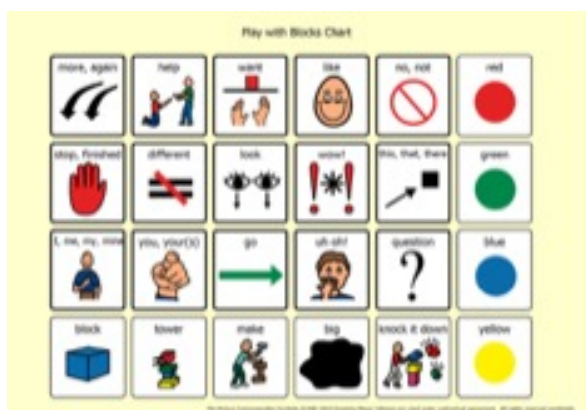 Play with Blocks Chart
more, again help want like no, not red
stop, finished different look wow! this, that, there green
I, me, my, mine you, your(s) go uh oh! question blue
block tower make big knock it down yellow